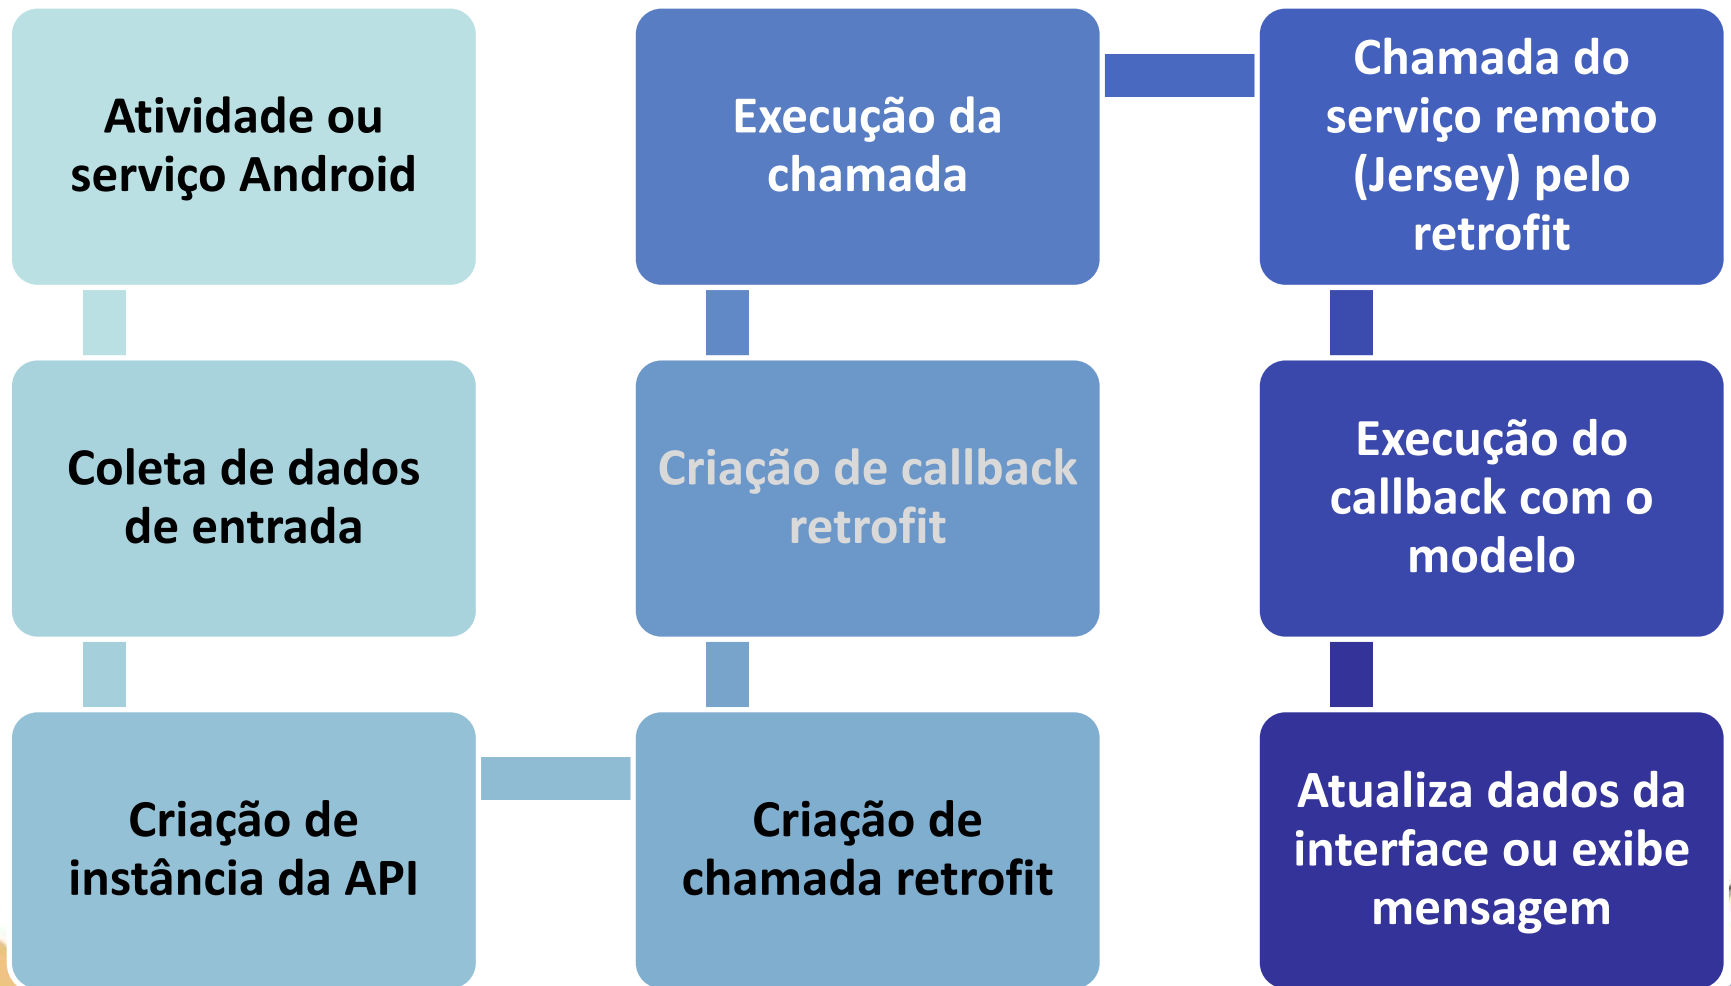 Atividade ou
serviço Android
Coleta de dados
de entrada
Criação de
instância da API
Criação de
chamada retrofit
Criação de callback
retrofit
Execução da
chamada
Chamada do
serviço remoto
(Jersey) pelo
retrofit
Execução do
callback com o
modelo
Atualiza dados da
interface ou exibe
mensagem